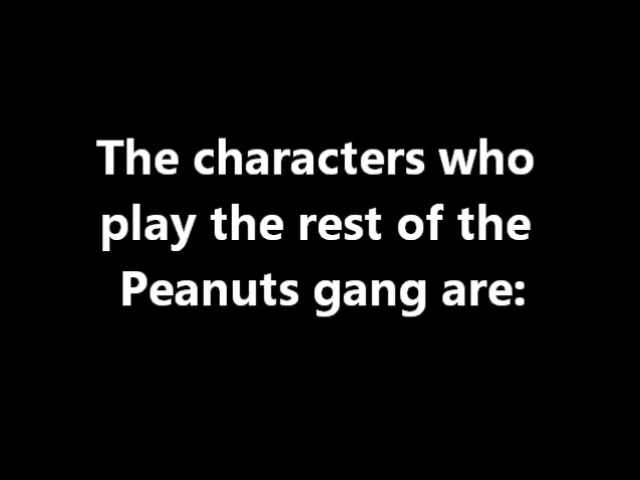 The characters who
play the rest of the
Peanuts gang are: